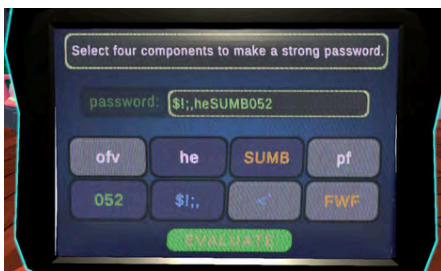 Select four components to make a strong password.
password: $!;,heSUMB052
ofv he SUMB pf
052 $!;, <` FWF
EVALUATE